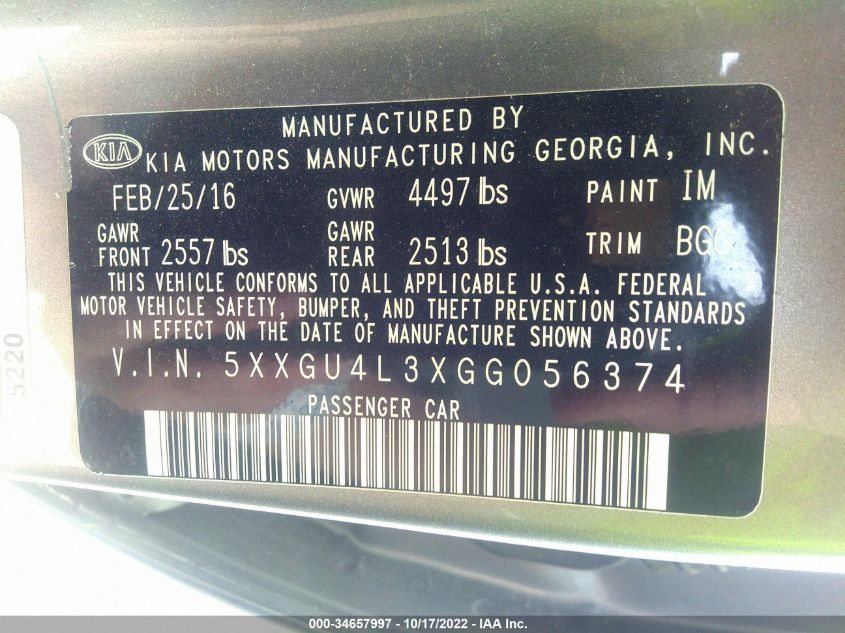 MANUFACTURED BY
KIA KIA MOTORS MANUFACTURING GEORGIA, INC.
FEB/25/16 GVWR 4497 lbs PAINT IM
GAWR FRONT 2557 lbs GAWR REAR 2513 lbs TRIM
THIS VEHICLE CONFORMS TO ALL APPLICABLE U.S.A. FEDERAL
MOTOR VEHICLE SAFETY, BUMPER, AND THEFT PREVENTION STANDARDS
IN EFFECT ON THE DATE OF MANUFACTURE SHOWN ABOVE.
V.I.N. 5XXGU4L3XGG056374
PASSENGER CAR
5220
000-34657997 - 10/17/2022 - IAA Inc.